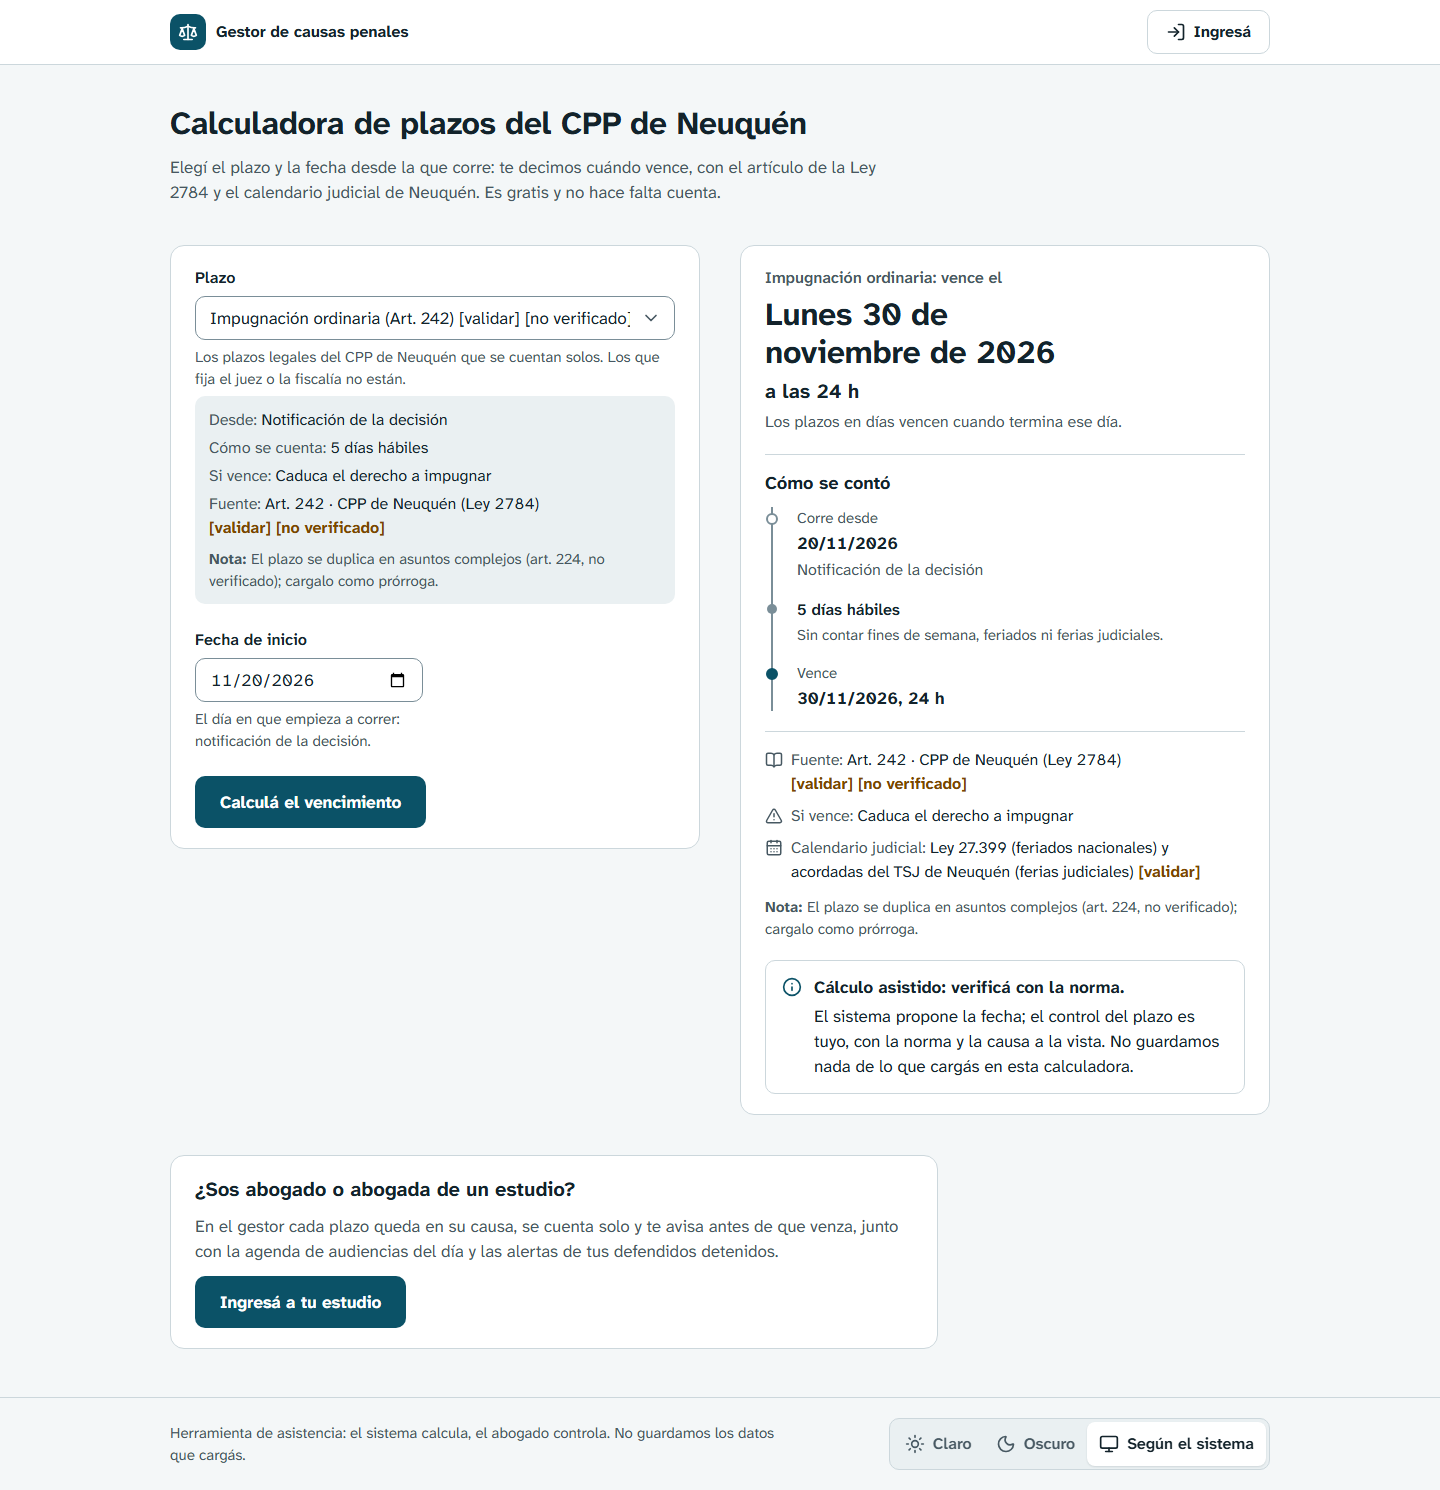 Gestor de causas penales
Ingresá
Calculadora de plazos del CPP de Neuquén
Elegí el plazo y la fecha desde la que corre: te decimos cuándo vence, con el artículo de la Ley
2784 y el calendario judicial de Neuquén. Es gratis y no hace falta cuenta.
Plazo
Impugnación ordinaria (Art. 242) [validar] [no verificado]
Los plazos legales del CPP de Neuquén que se cuentan solos. Los que
fija el juez o la fiscalía no están.
Desde: Notificación de la decisión
Cómo se cuenta: 5 días hábiles
Si vence: Caduca el derecho a impugnar
Fuente: Art. 242 · CPP de Neuquén (Ley 2784)
[validar] [no verificado]
Nota: El plazo se duplica en asuntos complejos (art. 224, no
verificado); cargalo como prórroga.
Fecha de inicio
11/20/2026
El día en que empieza a correr:
notificación de la decisión.
Calculá el vencimiento
Impugnación ordinaria: vence el
Lunes 30 de
noviembre de 2026
a las 24 h
Los plazos en días vencen cuando termina ese día.
Cómo se contó
Corre desde
20/11/2026
Notificación de la decisión
5 días hábiles
Sin contar fines de semana, feriados ni ferias judiciales.
Vence
30/11/2026, 24 h
Fuente: Art. 242 · CPP de Neuquén (Ley 2784)
[validar] [no verificado]
Si vence: Caduca el derecho a impugnar
Calendario judicial: Ley 27.399 (feriados nacionales) y
acordadas del TSJ de Neuquén (ferias judiciales) [validar]
Nota: El plazo se duplica en asuntos complejos (art. 224, no verificado);
cargalo como prórroga.
Cálculo asistido: verificá con la norma.
El sistema propone la fecha; el control del plazo es
tuyo, con la norma y la causa a la vista. No guardamos
nada de lo que cargás en esta calculadora.
¿Sos abogado o abogada de un estudio?
En el gestor cada plazo queda en su causa, se cuenta solo y te avisa antes de que venza, junto
con la agenda de audiencias del día y las alertas de tus defendidos detenidos.
Ingresá a tu estudio
Herramienta de asistencia: el sistema calcula, el abogado controla. No guardamos los datos
que cargás.
Claro
Oscuro
Según el sistema